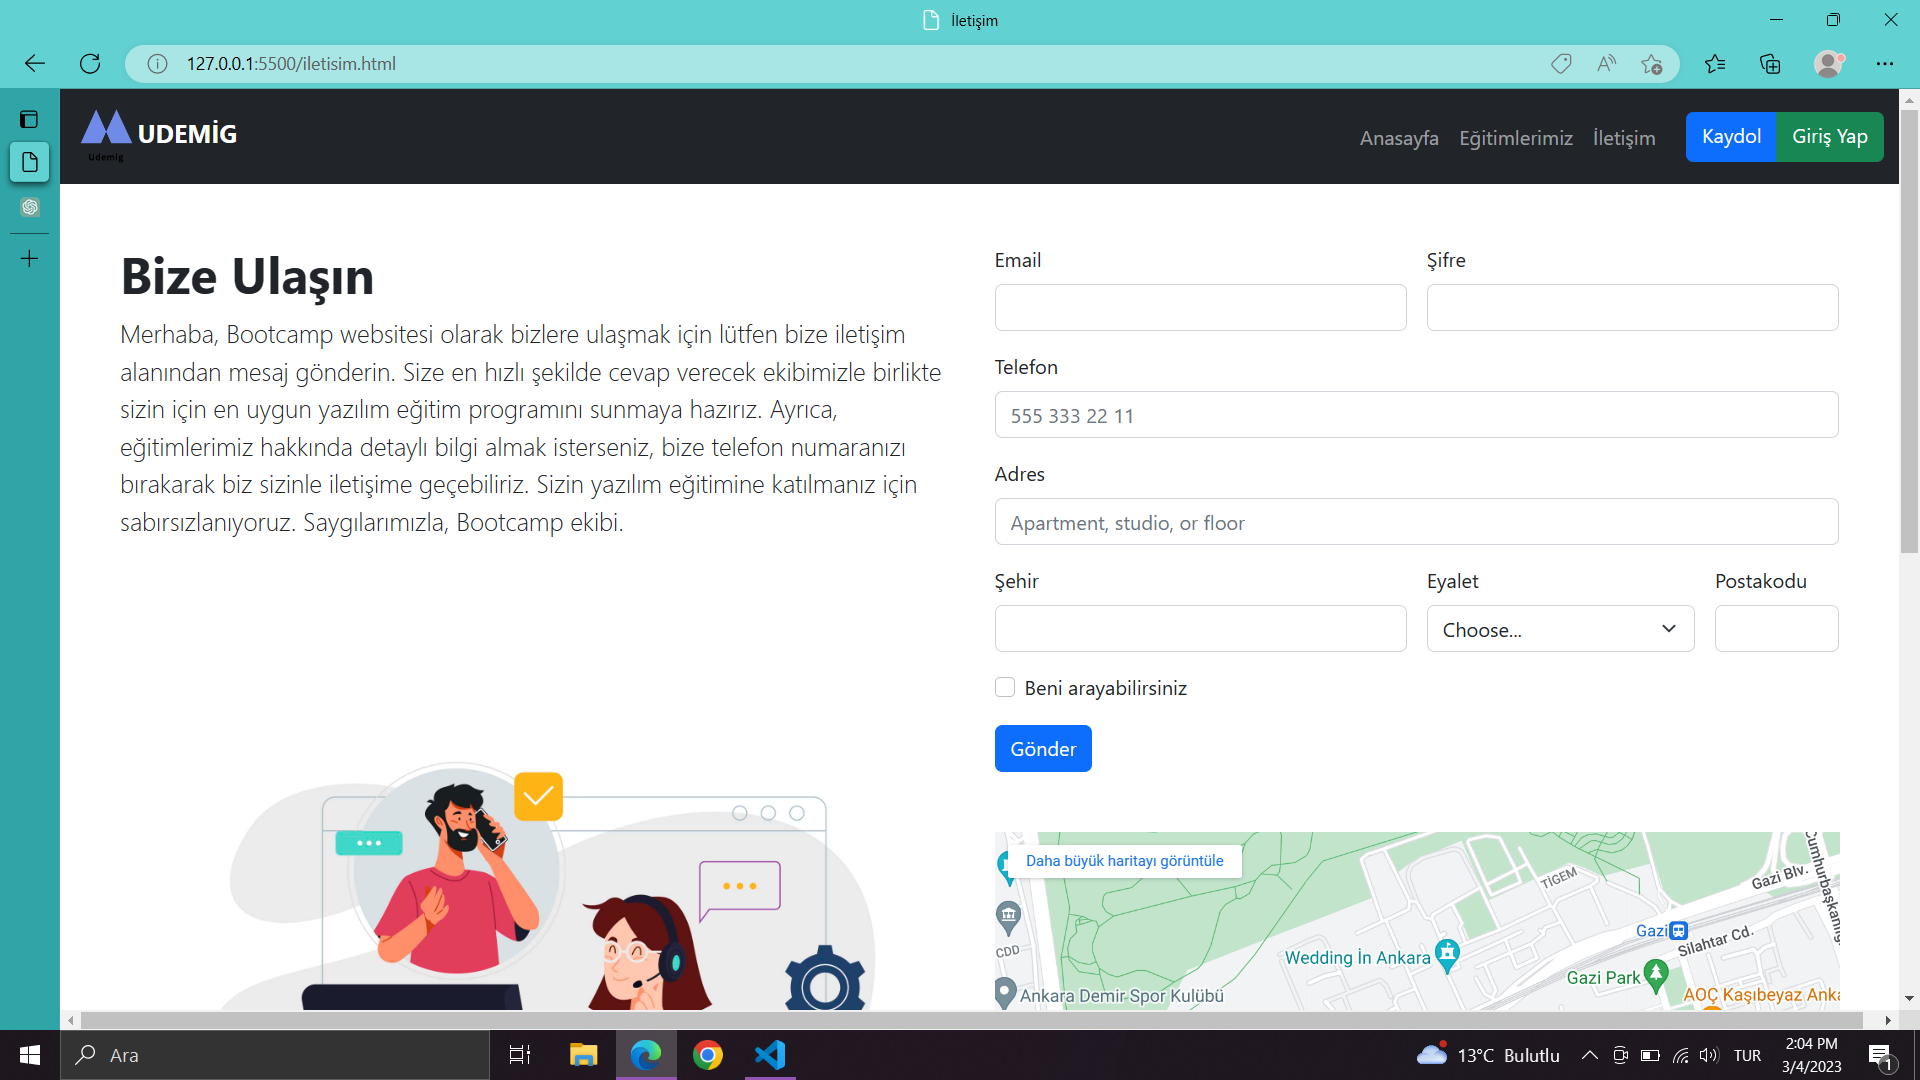 İletişim
127.0.0.1:5500/iletisim.html
UDEMİG
Udemig
Anasayfa
Eğitimlerimiz
İletişim
Kaydol
Giriş Yap
Bize Ulaşın
Merhaba, Bootcamp websitesi olarak bizlere ulaşmak için lütfen bize iletişim
alanından mesaj gönderin. Size en hızlı şekilde cevap verecek ekibimizle birlikte
sizin için en uygun yazılım eğitim programını sunmaya hazırız. Ayrıca,
eğitimlerimiz hakkında detaylı bilgi almak isterseniz, bize telefon numaranızı
bırakarak biz sizinle iletişime geçebiliriz. Sizin yazılım eğitimine katılmanız için
sabırsızlanıyoruz. Saygılarımızla, Bootcamp ekibi.
Email
Şifre
Telefon
555 333 22 11
Adres
Apartment, studio, or floor
Şehir
Eyalet
Postakodu
Choose...
Beni arayabilirsiniz
Gönder
Daha büyük haritayı görüntüle
TİGEM
Gazi Blv.
Cumhurbaşkanlığ
Gazi
Silahtar Cd.
CDD
Wedding İn Ankara
Gazi Park
Ankara Demir Spor Kulübü
AOÇ Kaşıbeyaz Anka
Ara
13°C Bulutlu
TUR
2:04 PM
3/4/2023
1